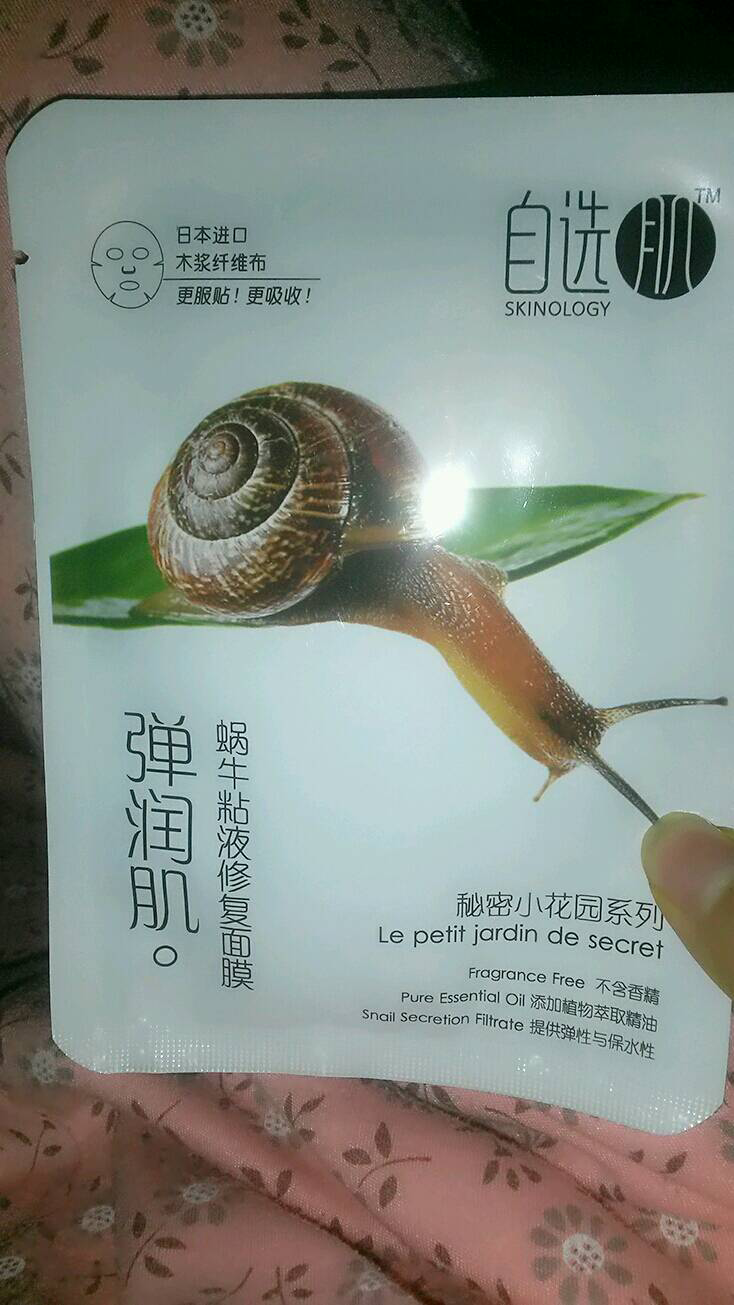 日本进口
木浆纤维布
更服贴！更吸收！
自选肌™
SKINOLOGY
弹润肌。
蜗牛粘液修复面膜
秘密小花园系列
Le petit jardin de secret
Fragrance Free 不含香精
Pure Essential Oil 添加植物萃取精油
Snail Secretion Filtrate 提供弹性与保水性